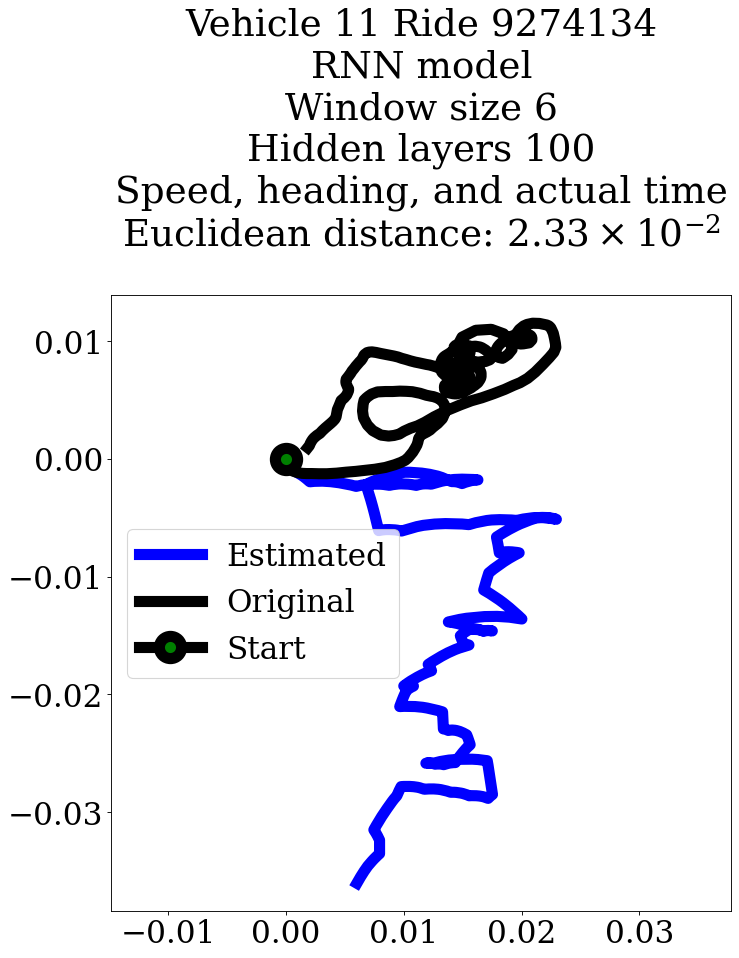 Vehicle 11 Ride 9274134
RNN model
Window size 6
Hidden layers 100
Speed, heading, and actual time
Euclidean distance: 2.33 × 10⁻²
0.01
0.00
−0.01
−0.02
−0.03
Estimated
Original
Start
−0.01 0.00 0.01 0.02 0.03